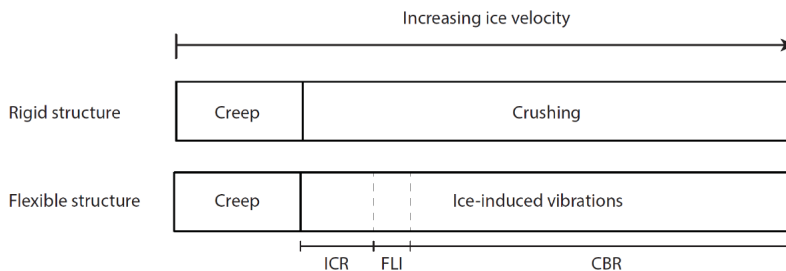 Increasing ice velocity
Rigid structure Creep Crushing
Flexible structure Creep Ice-induced vibrations
ICR FLI CBR